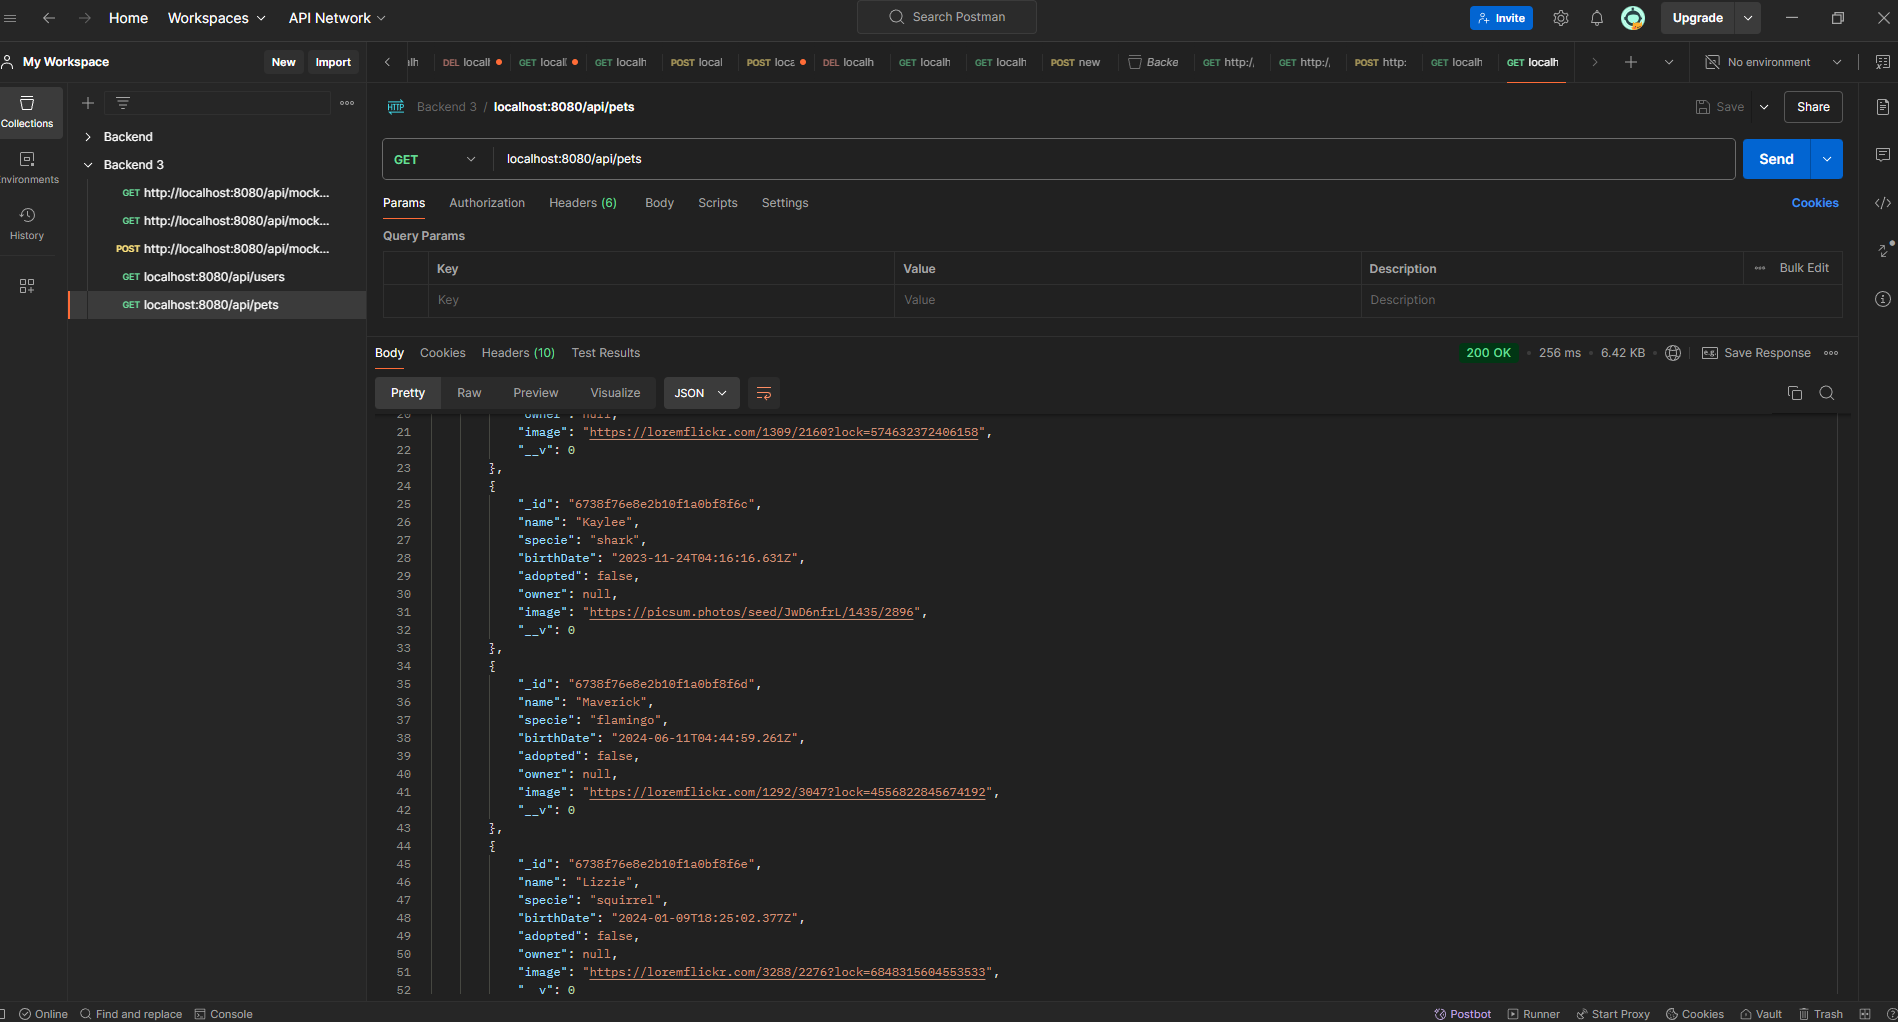 Home Workspaces API Network Search Postman Invite Upgrade
My Workspace New Import
DEL locall GET local GET localh POST local POST loca DEL localh GET localh GET localh POST new Backe GET http:/, GET http:/, POST http: GET localh GET localh No environment
Collections
Environments
History
Backend
Backend 3
GET http://localhost:8080/api/mock...
GET http://localhost:8080/api/mock...
POST http://localhost:8080/api/mock...
GET localhost:8080/api/users
GET localhost:8080/api/pets
HTTP Backend 3 / localhost:8080/api/pets Save Share
GET localhost:8080/api/pets Send
Params Authorization Headers (6) Body Scripts Settings Cookies
Query Params
Key Value Description Bulk Edit
Key Value Description
Body Cookies Headers (10) Test Results 200 OK 256 ms 6.42 KB e.g. Save Response
Pretty Raw Preview Visualize JSON
20 "owner": null,
21 "image": "https://loremflickr.com/1309/2160?lock=574632372406158",
22 "__v": 0
23 },
24 {
25 "_id": "6738f76e8e2b10f1a0bf8f6c",
26 "name": "Kaylee",
27 "specie": "shark",
28 "birthDate": "2023-11-24T04:16:16.631Z",
29 "adopted": false,
30 "owner": null,
31 "image": "https://picsum.photos/seed/JwD6nfrL/1435/2896",
32 "__v": 0
33 },
34 {
35 "_id": "6738f76e8e2b10f1a0bf8f6d",
36 "name": "Maverick",
37 "specie": "flamingo",
38 "birthDate": "2024-06-11T04:44:59.261Z",
39 "adopted": false,
40 "owner": null,
41 "image": "https://loremflickr.com/1292/3047?lock=4556822845674192",
42 "__v": 0
43 },
44 {
45 "_id": "6738f76e8e2b10f1a0bf8f6e",
46 "name": "Lizzie",
47 "specie": "squirrel",
48 "birthDate": "2024-01-09T18:25:02.377Z",
49 "adopted": false,
50 "owner": null,
51 "image": "https://loremflickr.com/3288/2276?lock=6848315604553533",
52 "__v": 0
Online Find and replace Console Postbot Runner Start Proxy Cookies Vault Trash